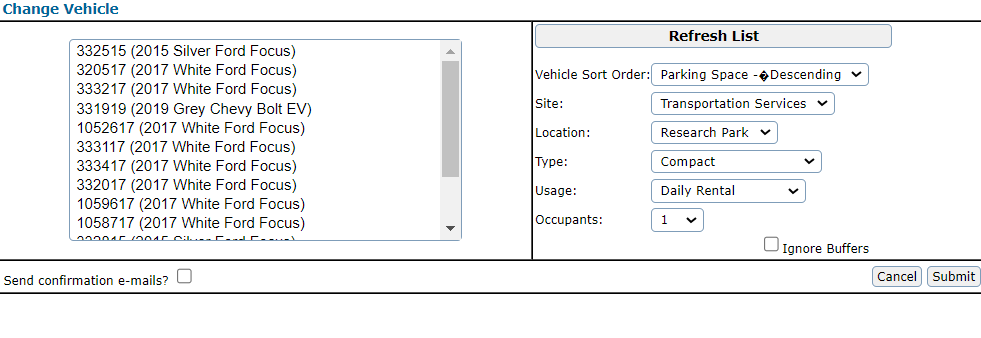 Change Vehicle
332515 (2015 Silver Ford Focus)
320517 (2017 White Ford Focus)
333217 (2017 White Ford Focus)
331919 (2019 Grey Chevy Bolt EV)
1052617 (2017 White Ford Focus)
333117 (2017 White Ford Focus)
333417 (2017 White Ford Focus)
332017 (2017 White Ford Focus)
1059617 (2017 White Ford Focus)
1058717 (2017 White Ford Focus)
Refresh List
Vehicle Sort Order: Parking Space -�Descending
Site: Transportation Services
Location: Research Park
Type: Compact
Usage: Daily Rental
Occupants: 1
Ignore Buffers
Send confirmation e-mails?
Cancel Submit